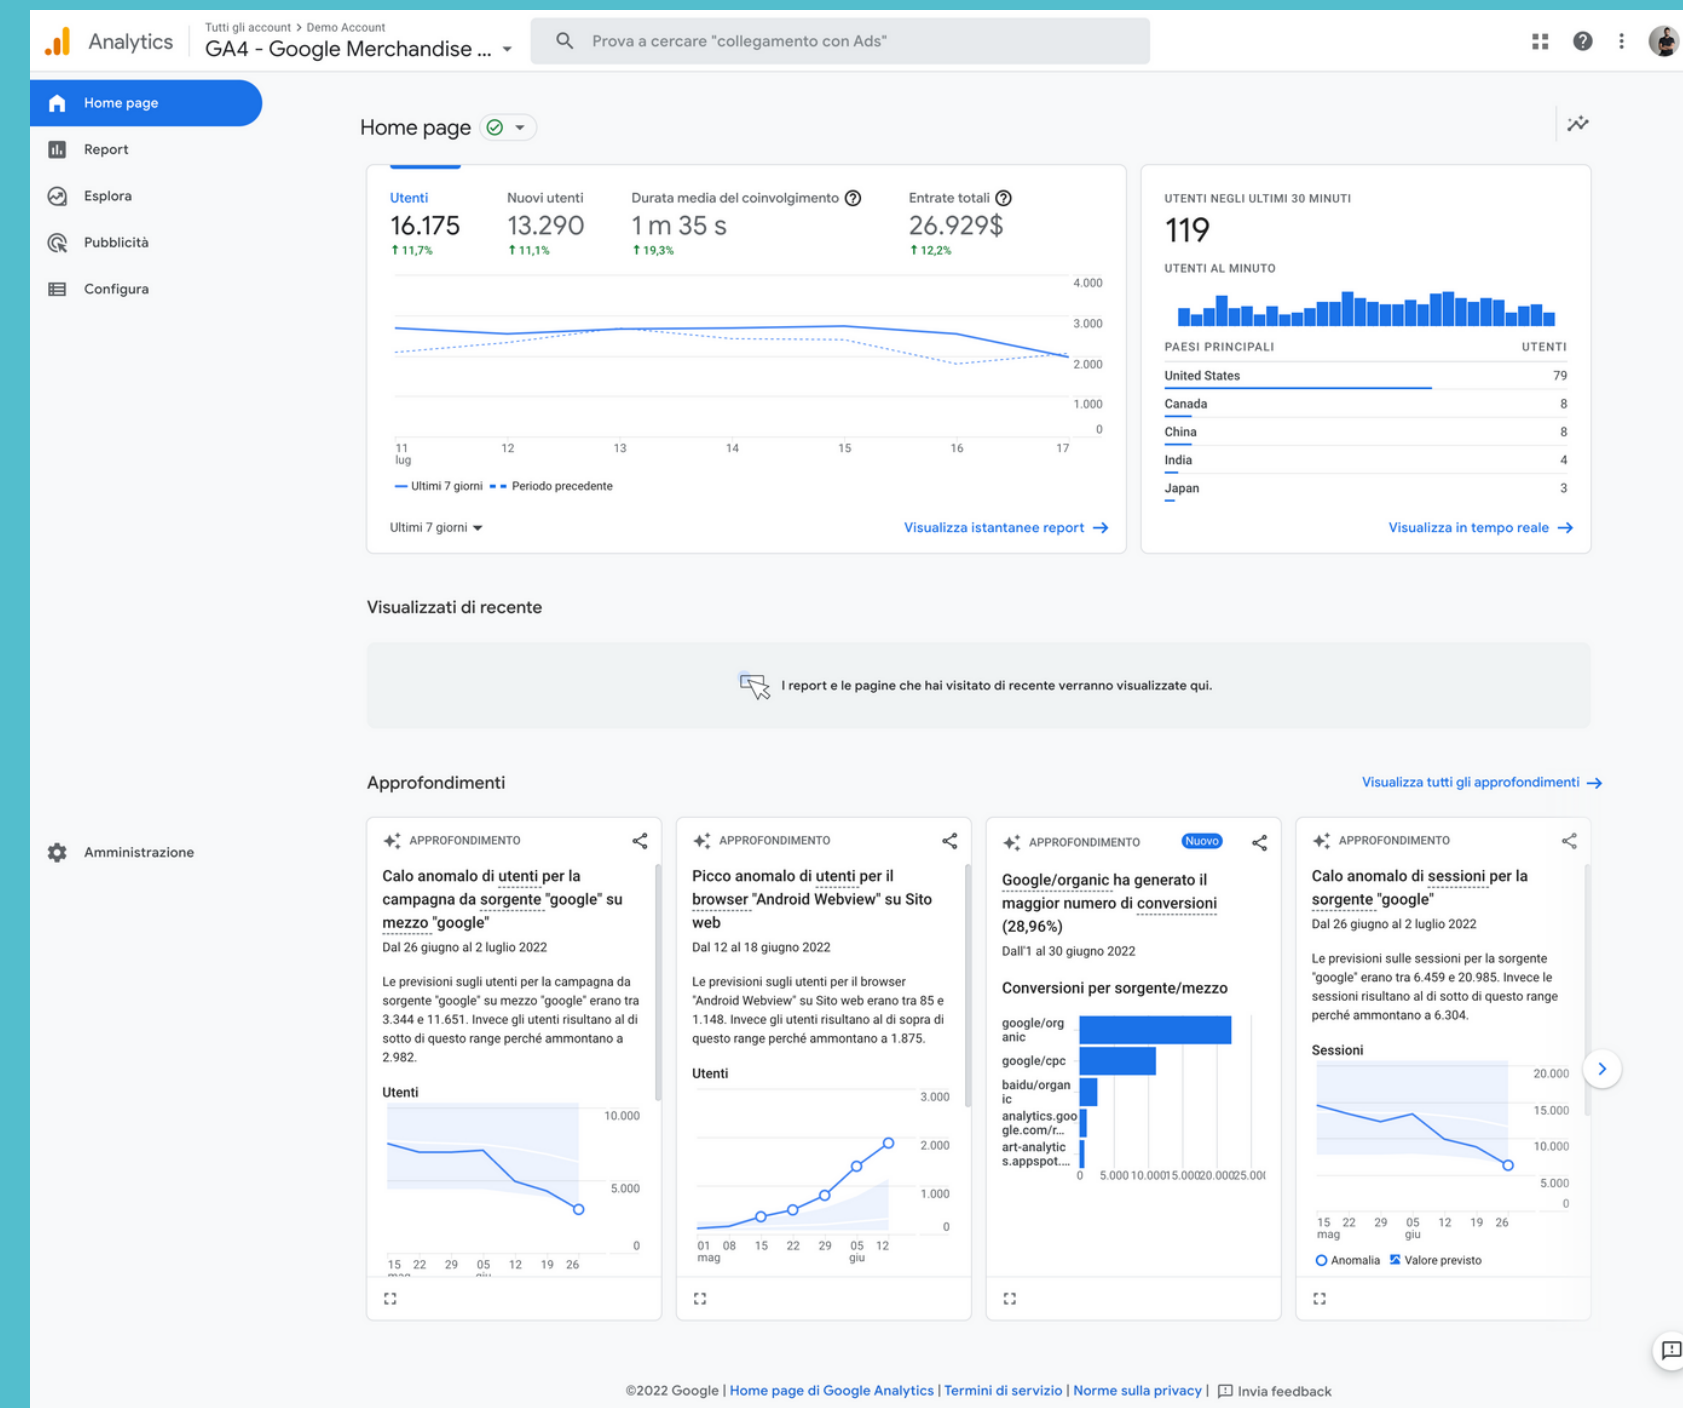 Analytics
Tutti gli account > Demo Account
GA4 - Google Merchandise ...
Prova a cercare "collegamento con Ads"
Home page
Report
Esplora
Pubblicità
Configura
Amministrazione
Home page
Utenti
16.175
11,7%
Nuovi utenti
13.290
11,1%
Durata media del coinvolgimento
1 m 35 s
19,3%
Entrate totali
26.929$
12,2%
4.000
3.000
2.000
1.000
0
11 12 13 14 15 16 17
lug
Ultimi 7 giorni Periodo precedente
Ultimi 7 giorni
Visualizza istantanee report
UTENTI NEGLI ULTIMI 30 MINUTI
119
UTENTI AL MINUTO
PAESI PRINCIPALI UTENTI
United States 79
Canada 8
China 8
India 4
Japan 3
Visualizza in tempo reale
Visualizzati di recente
I report e le pagine che hai visitato di recente verranno visualizzate qui.
Approfondimenti
Visualizza tutti gli approfondimenti
APPROFONDIMENTO
Calo anomalo di utenti per la
campagna da sorgente "google" su
mezzo "google"
Dal 26 giugno al 2 luglio 2022
Le previsioni sugli utenti per la campagna da
sorgente "google" su mezzo "google" erano tra
3.344 e 11.651. Invece gli utenti risultano al di
sotto di questo range perché ammontano a
2.982.
Utenti
10.000
5.000
0
15 22 29 05 12 19 26
mag giu
APPROFONDIMENTO
Picco anomalo di utenti per il
browser "Android Webview" su Sito
web
Dal 12 al 18 giugno 2022
Le previsioni sugli utenti per il browser
"Android Webview" su Sito web erano tra 85 e
1.148. Invece gli utenti risultano al di sopra di
questo range perché ammontano a 1.875.
Utenti
3.000
2.000
1.000
0
01 08 15 22 29 05 12
mag giu
APPROFONDIMENTO
Nuovo
Google/organic ha generato il
maggior numero di conversioni
(28,96%)
Dall'1 al 30 giugno 2022
Conversioni per sorgente/mezzo
google/org
anic
google/cpc
baidu/organ
ic
analytics.goo
gle.com/r...
art-analytic
s.appspot....
0 5.000 10.000 15.000 20.000 25.000
APPROFONDIMENTO
Calo anomalo di sessioni per la
sorgente "google"
Dal 26 giugno al 2 luglio 2022
Le previsioni sulle sessioni per la sorgente
"google" erano tra 6.459 e 20.985. Invece le
sessioni risultano al di sotto di questo range
perché ammontano a 6.304.
Sessioni
20.000
15.000
10.000
5.000
0
15 22 29 05 12 19 26
mag giu
Anomalia Valore previsto
©2022 Google | Home page di Google Analytics | Termini di servizio | Norme sulla privacy | Invia feedback